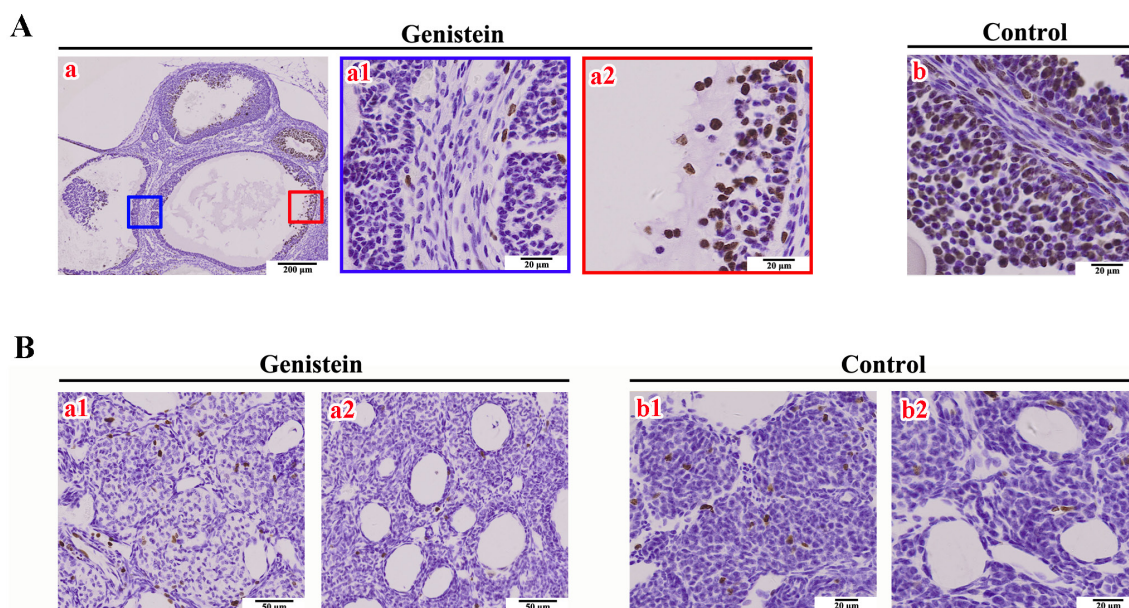 A
Genistein
Control
a
a1
a2
b
200 μm
20 μm
20 μm
20 μm
B
Genistein
Control
a1
a2
b1
b2
50 μm
50 μm
20 μm
20 μm